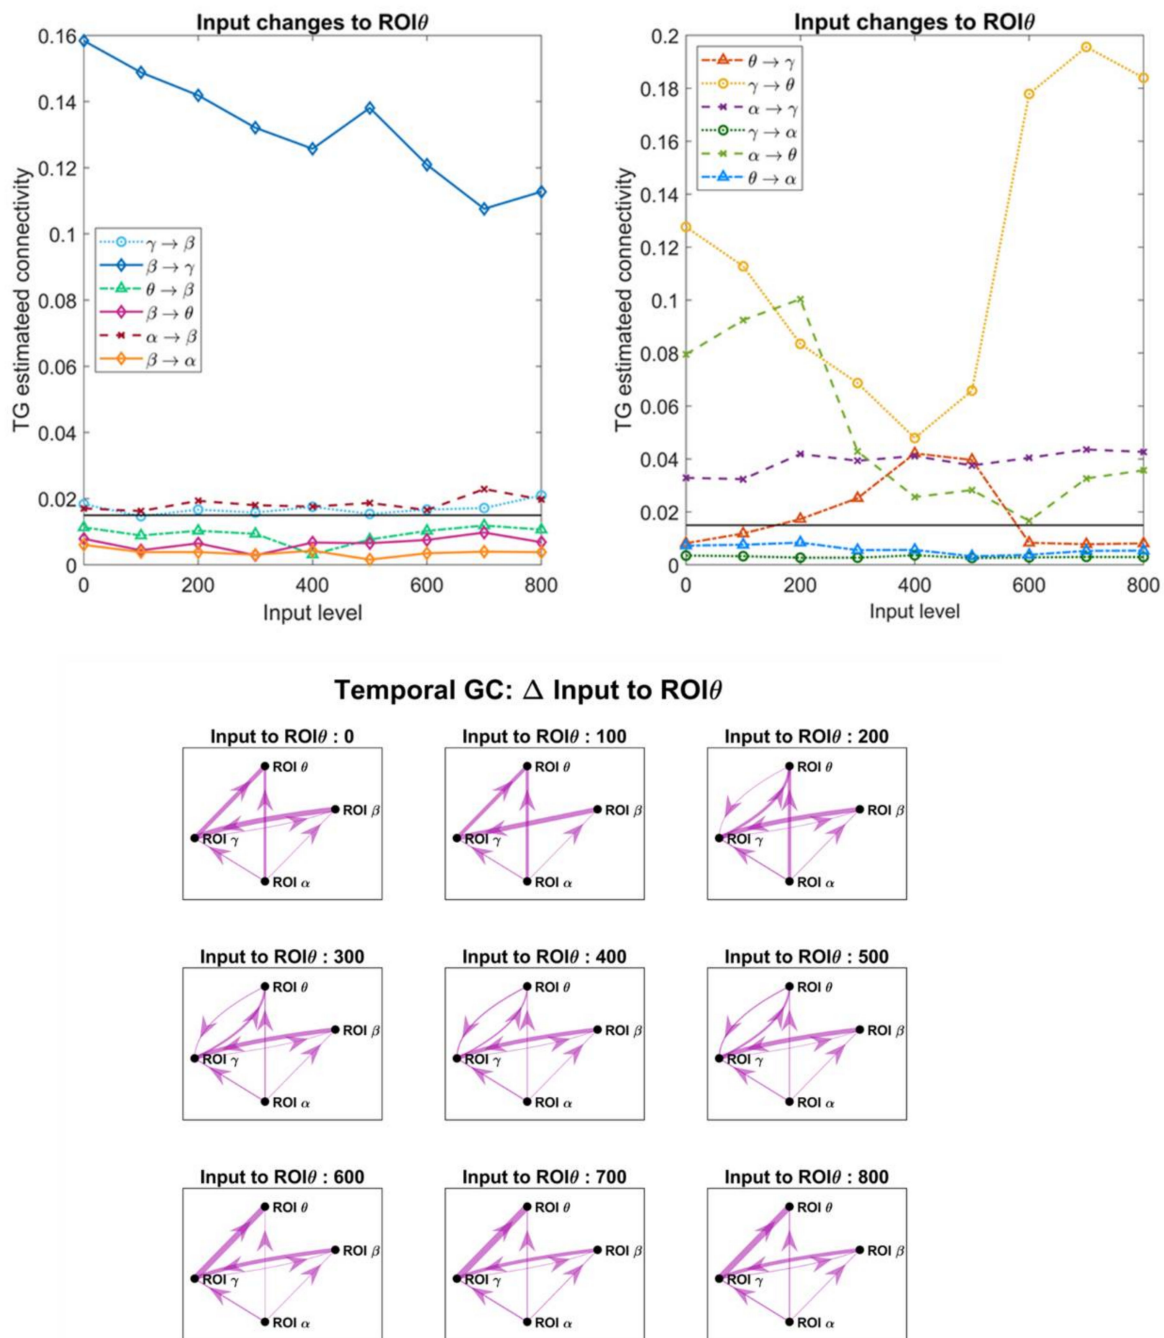 Input changes to ROIθ
TG estimateed connectivity
0.16
0.14
0.12
0.1
0.08
0.06
0.04
0.02
0
γ → β
β → γ
θ → β
β → θ
α → β
β → α
0 200 400 600 800
Input level
Input changes to ROIθ
TG estimateed connectivity
0.2
0.18
0.16
0.14
0.12
0.1
0.08
0.06
0.04
0.02
0
θ → γ
γ → θ
α → γ
γ → α
α → θ
θ → α
0 200 400 600 800
Input level
Temporal GC: Δ Input to ROIθ
Input to ROIθ : 0
ROI θ
ROI β
ROI γ
ROI α
Input to ROIθ : 100
ROI θ
ROI β
ROI γ
ROI α
Input to ROIθ : 200
ROI θ
ROI β
ROI γ
ROI α
Input to ROIθ : 300
ROI θ
ROI β
ROI γ
ROI α
Input to ROIθ : 400
ROI θ
ROI β
ROI γ
ROI α
Input to ROIθ : 500
ROI θ
ROI β
ROI γ
ROI α
Input to ROIθ : 600
ROI θ
ROI β
ROI γ
ROI α
Input to ROIθ : 700
ROI θ
ROI β
ROI γ
ROI α
Input to ROIθ : 800
ROI θ
ROI β
ROI γ
ROI α